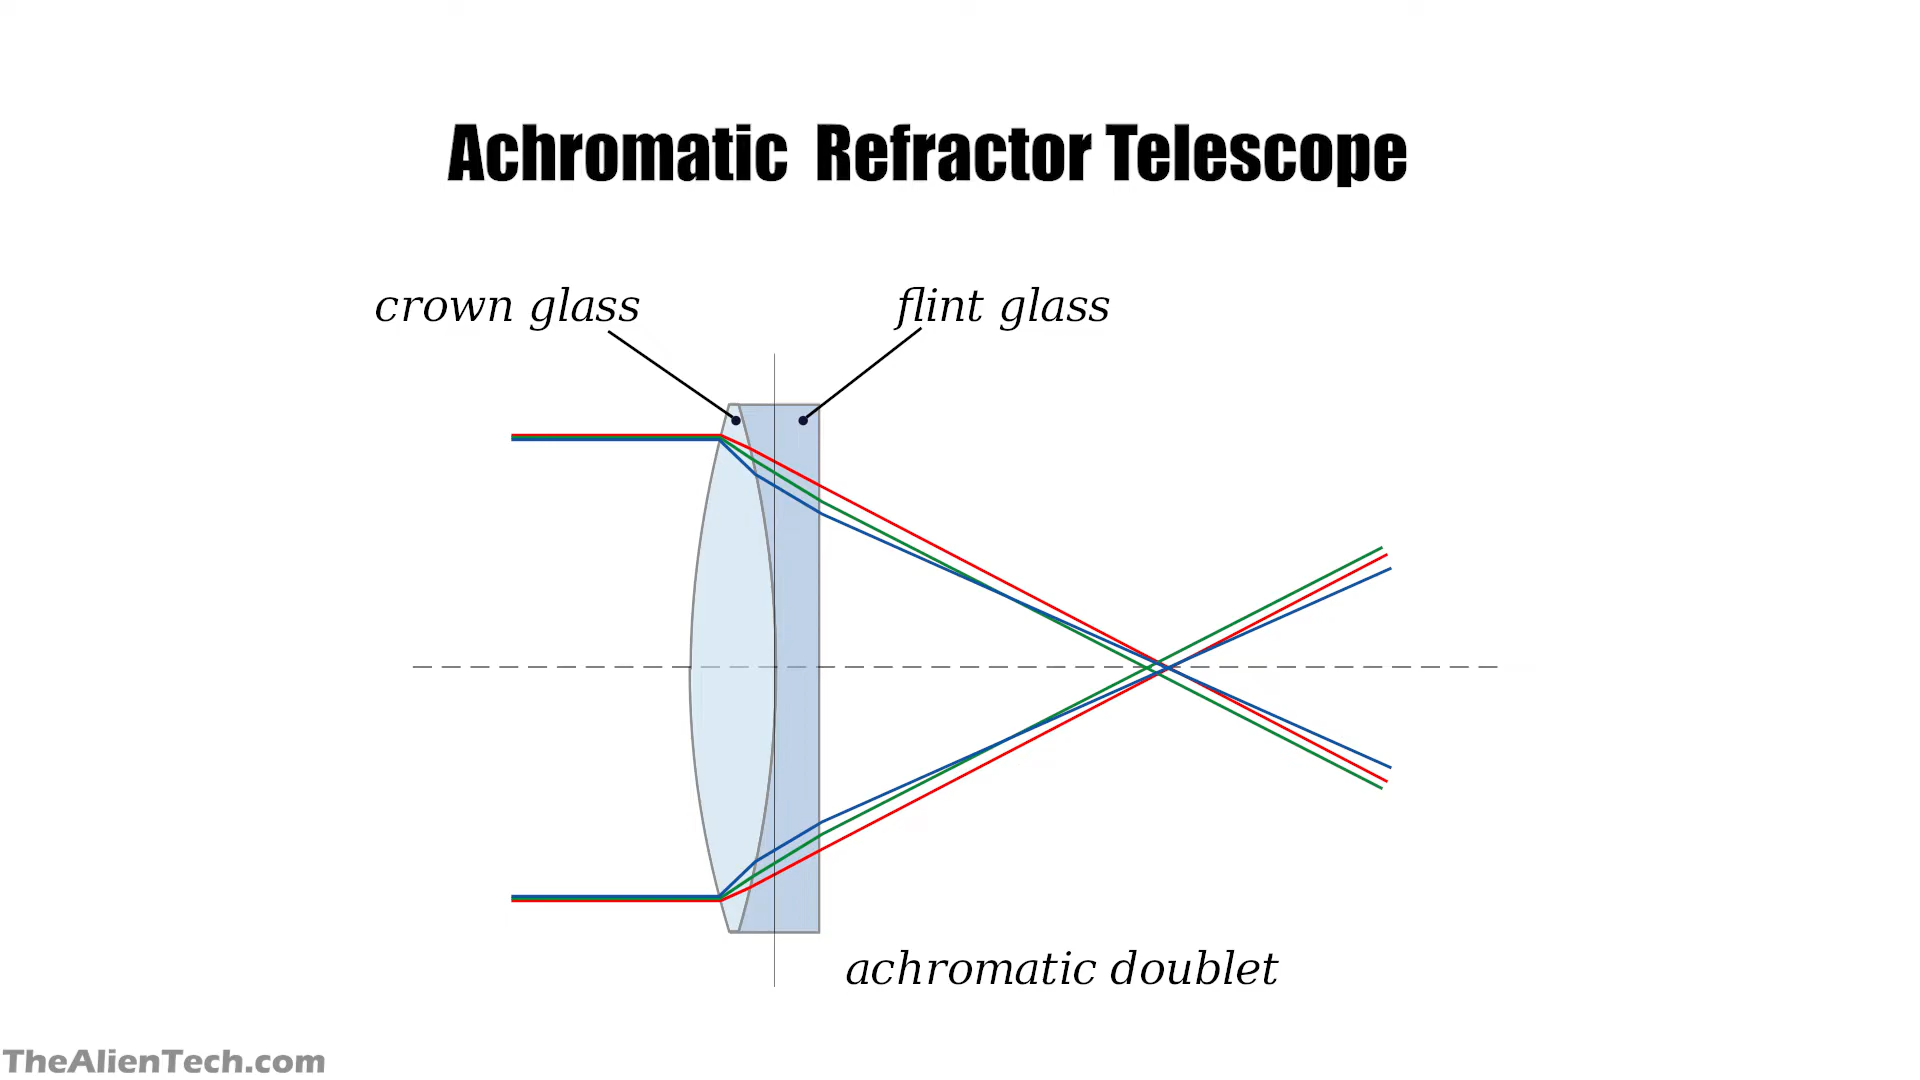 Achromatic Refractor Telescope
crown glass
flint glass
achromatic doublet
TheAlienTech.com